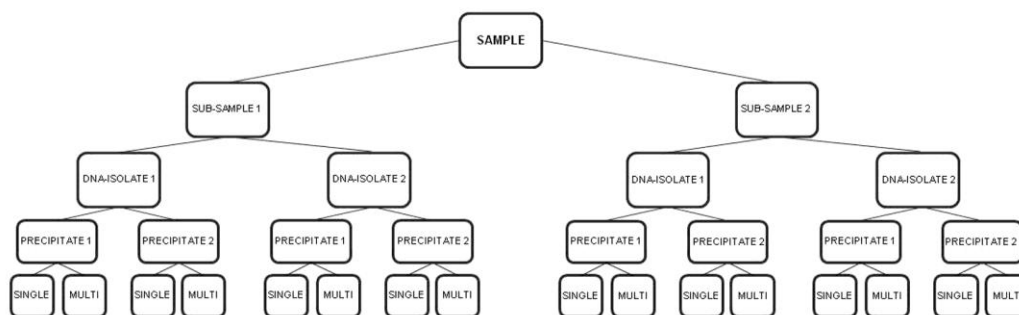 SAMPLE
SUB-SAMPLE 1 SUB-SAMPLE 2
DNA-ISOLATE 1 DNA-ISOLATE 2 DNA-ISOLATE 1 DNA-ISOLATE 2
PRECIPITATE 1 PRECIPITATE 2 PRECIPITATE 1 PRECIPITATE 2 PRECIPITATE 1 PRECIPITATE 2 PRECIPITATE 1 PRECIPITATE 2
SINGLE MULTI SINGLE MULTI SINGLE MULTI SINGLE MULTI SINGLE MULTI SINGLE MULTI SINGLE MULTI SINGLE MULTI